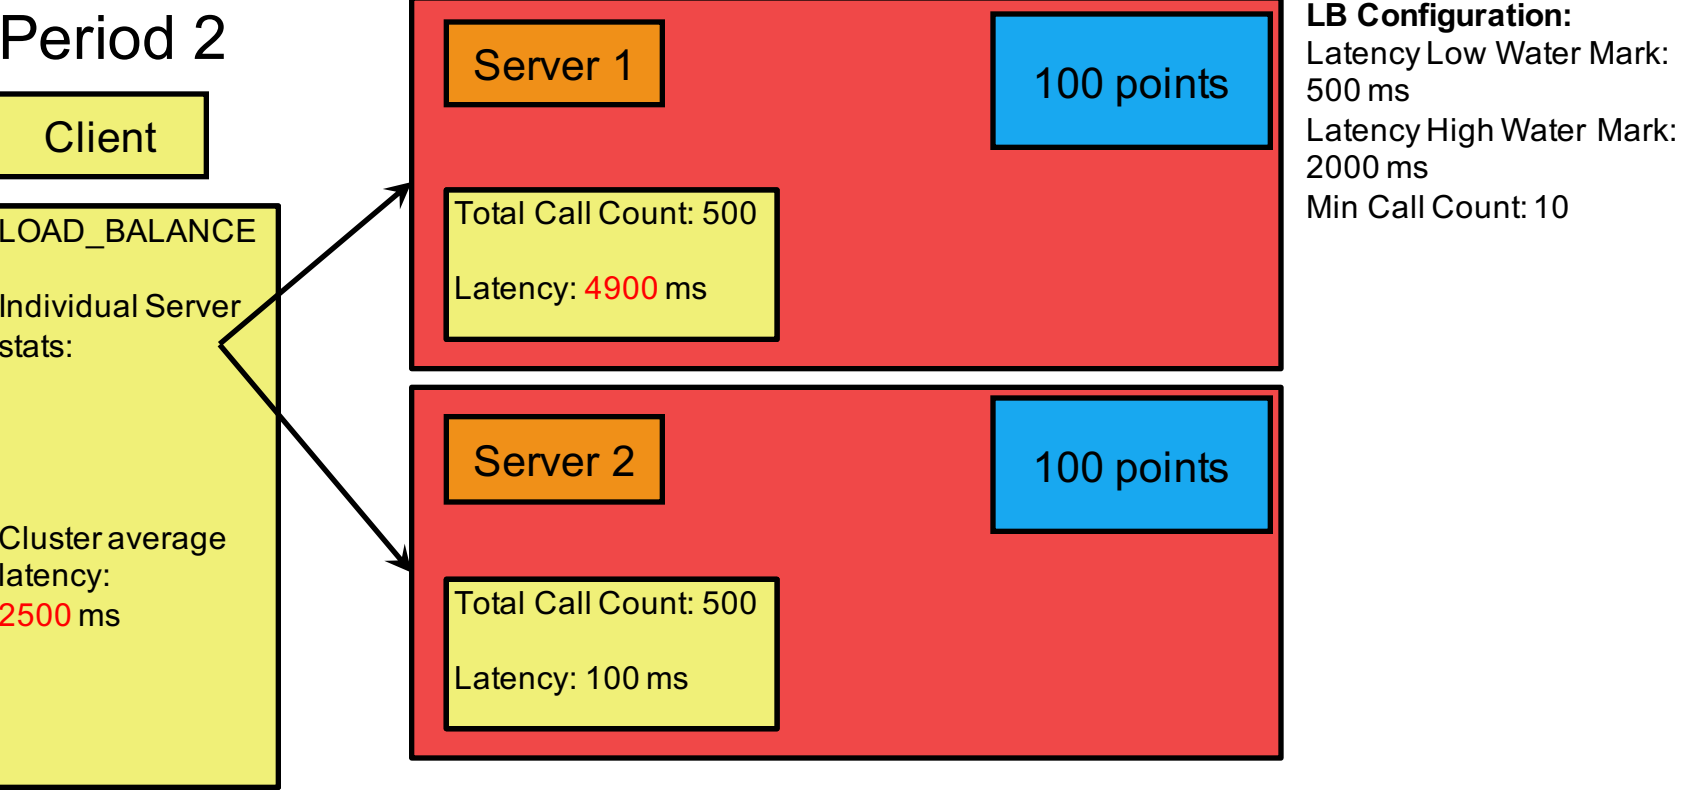 Period 2
Client
LOAD_BALANCE
Individual Server
stats:
Cluster average
latency:
2500 ms
Server 1
100 points
Total Call Count: 500
Latency: 4900 ms
Server 2
100 points
Total Call Count: 500
Latency: 100 ms
LB Configuration:
Latency Low Water Mark:
500 ms
Latency High Water Mark:
2000 ms
Min Call Count: 10